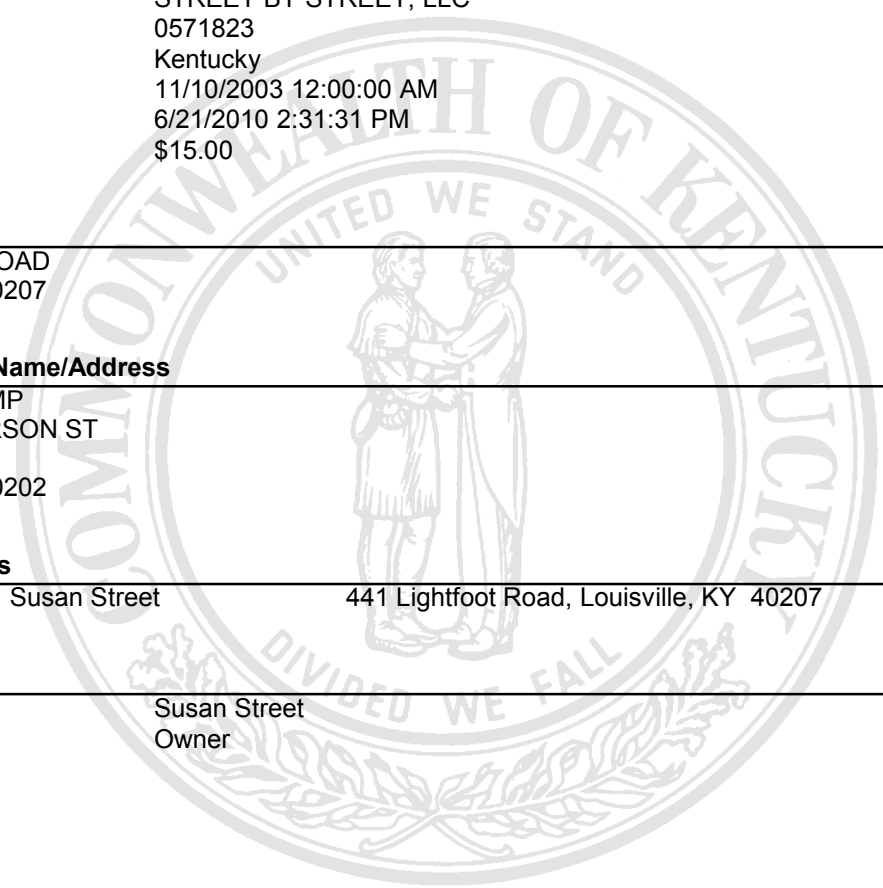 STREET BY STREET, LLC
0571823
Kentucky
11/10/2003 12:00:00 AM
6/21/2010 2:31:31 PM
$15.00
OAD
0207
Name/Address
MP
RSON ST
0202
s
Susan Street 441 Lightfoot Road, Louisville, KY 40207
Susan Street
Owner
COMMONWEALTH OF KENTUCKY
UNITED WE STAND
DIVIDED WE FALL